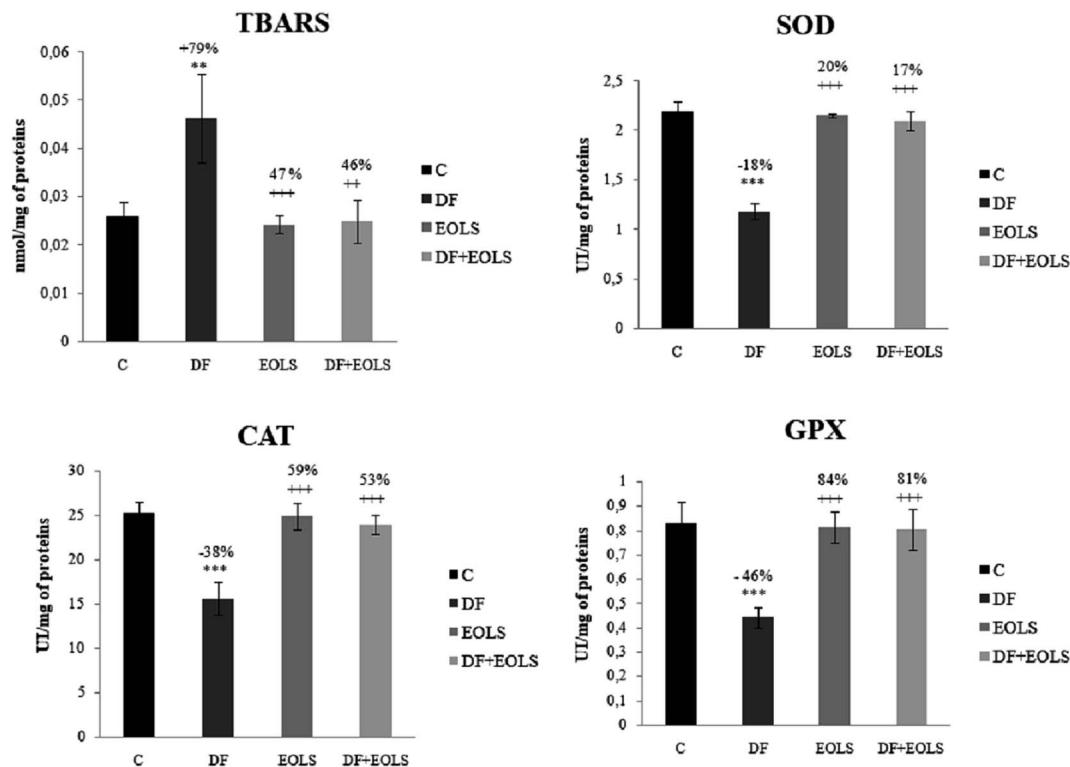 TBARS
nmol/mg of proteins
0,06
0,05
0,04
0,03
0,02
0,01
0
+79%
**
47%
+++
46%
++
C
DF
EOLS
DF+EOLS
C
DF
EOLS
DF+EOLS
SOD
UI/mg of proteins
2,5
2
1,5
1
0,5
0
-18%
***
20%
+++
17%
+++
C
DF
EOLS
DF+EOLS
C
DF
EOLS
DF+EOLS
CAT
UI/mg of proteins
30
25
20
15
10
5
0
-38%
***
59%
+++
53%
+++
C
DF
EOLS
DF+EOLS
C
DF
EOLS
DF+EOLS
GPX
UI/mg of proteins
1
0,9
0,8
0,7
0,6
0,5
0,4
0,3
0,2
0,1
0
- 46%
***
84%
+++
81%
+++
C
DF
EOLS
DF+EOLS
C
DF
EOLS
DF+EOLS